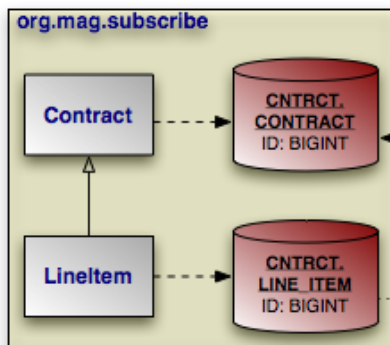 org.mag.subscribe
Contract
CNTRCT.
CONTRACT
ID: BIGINT
LineItem
CNTRCT.
LINE_ITEM
ID: BIGINT